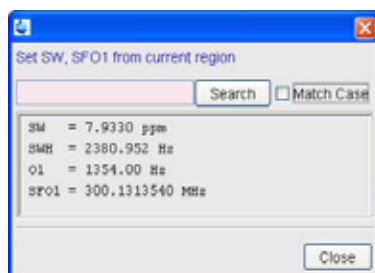 Set SW, SFO1 from current region
Search Match Case
SW = 7.9330 ppm
SWH = 2380.952 Hz
O1 = 1354.00 Hz
SFO1 = 300.1313540 MHz
Close